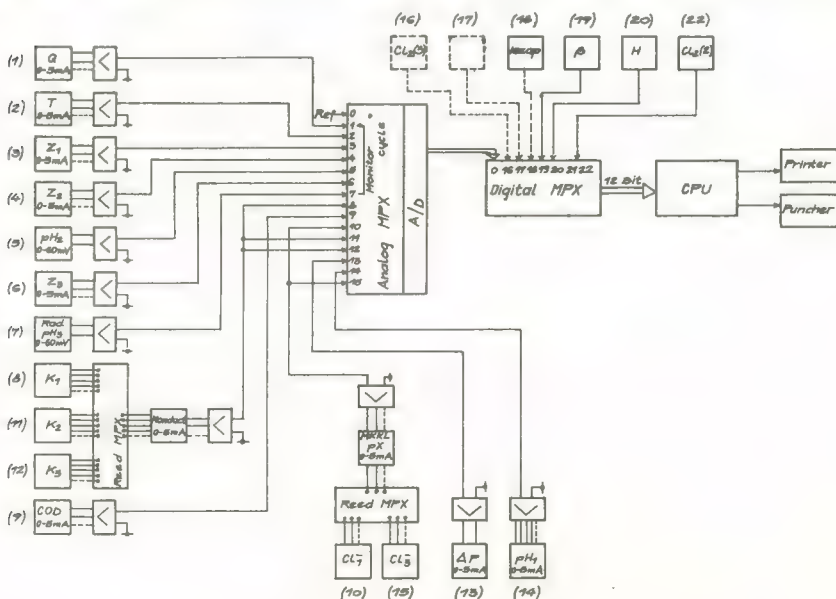 (16) (17) (18) (19) (20) (22)
CL₂(3) β H CL₂(2)
(1) Q
0-5mA
(2) T
0-5mA
(3) Z₁
0-5mA
(4) Z₂
0-5mA
(5) pH₂
0-60mV
(6) Z₃
0-5mA
(7) Rad
pH₃
0-60mV
(8) K₁
(11) K₂
(12) K₃
(9) COD
0-5mA
Reed MPX
0-5mA
Ref
0
1
2
3
4
5
6
7
8
9
10
11
12
13
14
15
Monitor cycle
Analog MPX
A/D
0 16 17 18 19 20 21 22
Digital MPX
12 Bit
CPU
Printer
Puncher
pX
0-5mA
Reed MPX
CL₁⁻
CL₃⁻
ΔP
0-5mA
pH₁
0-5mA
(10) (15) (13) (14)